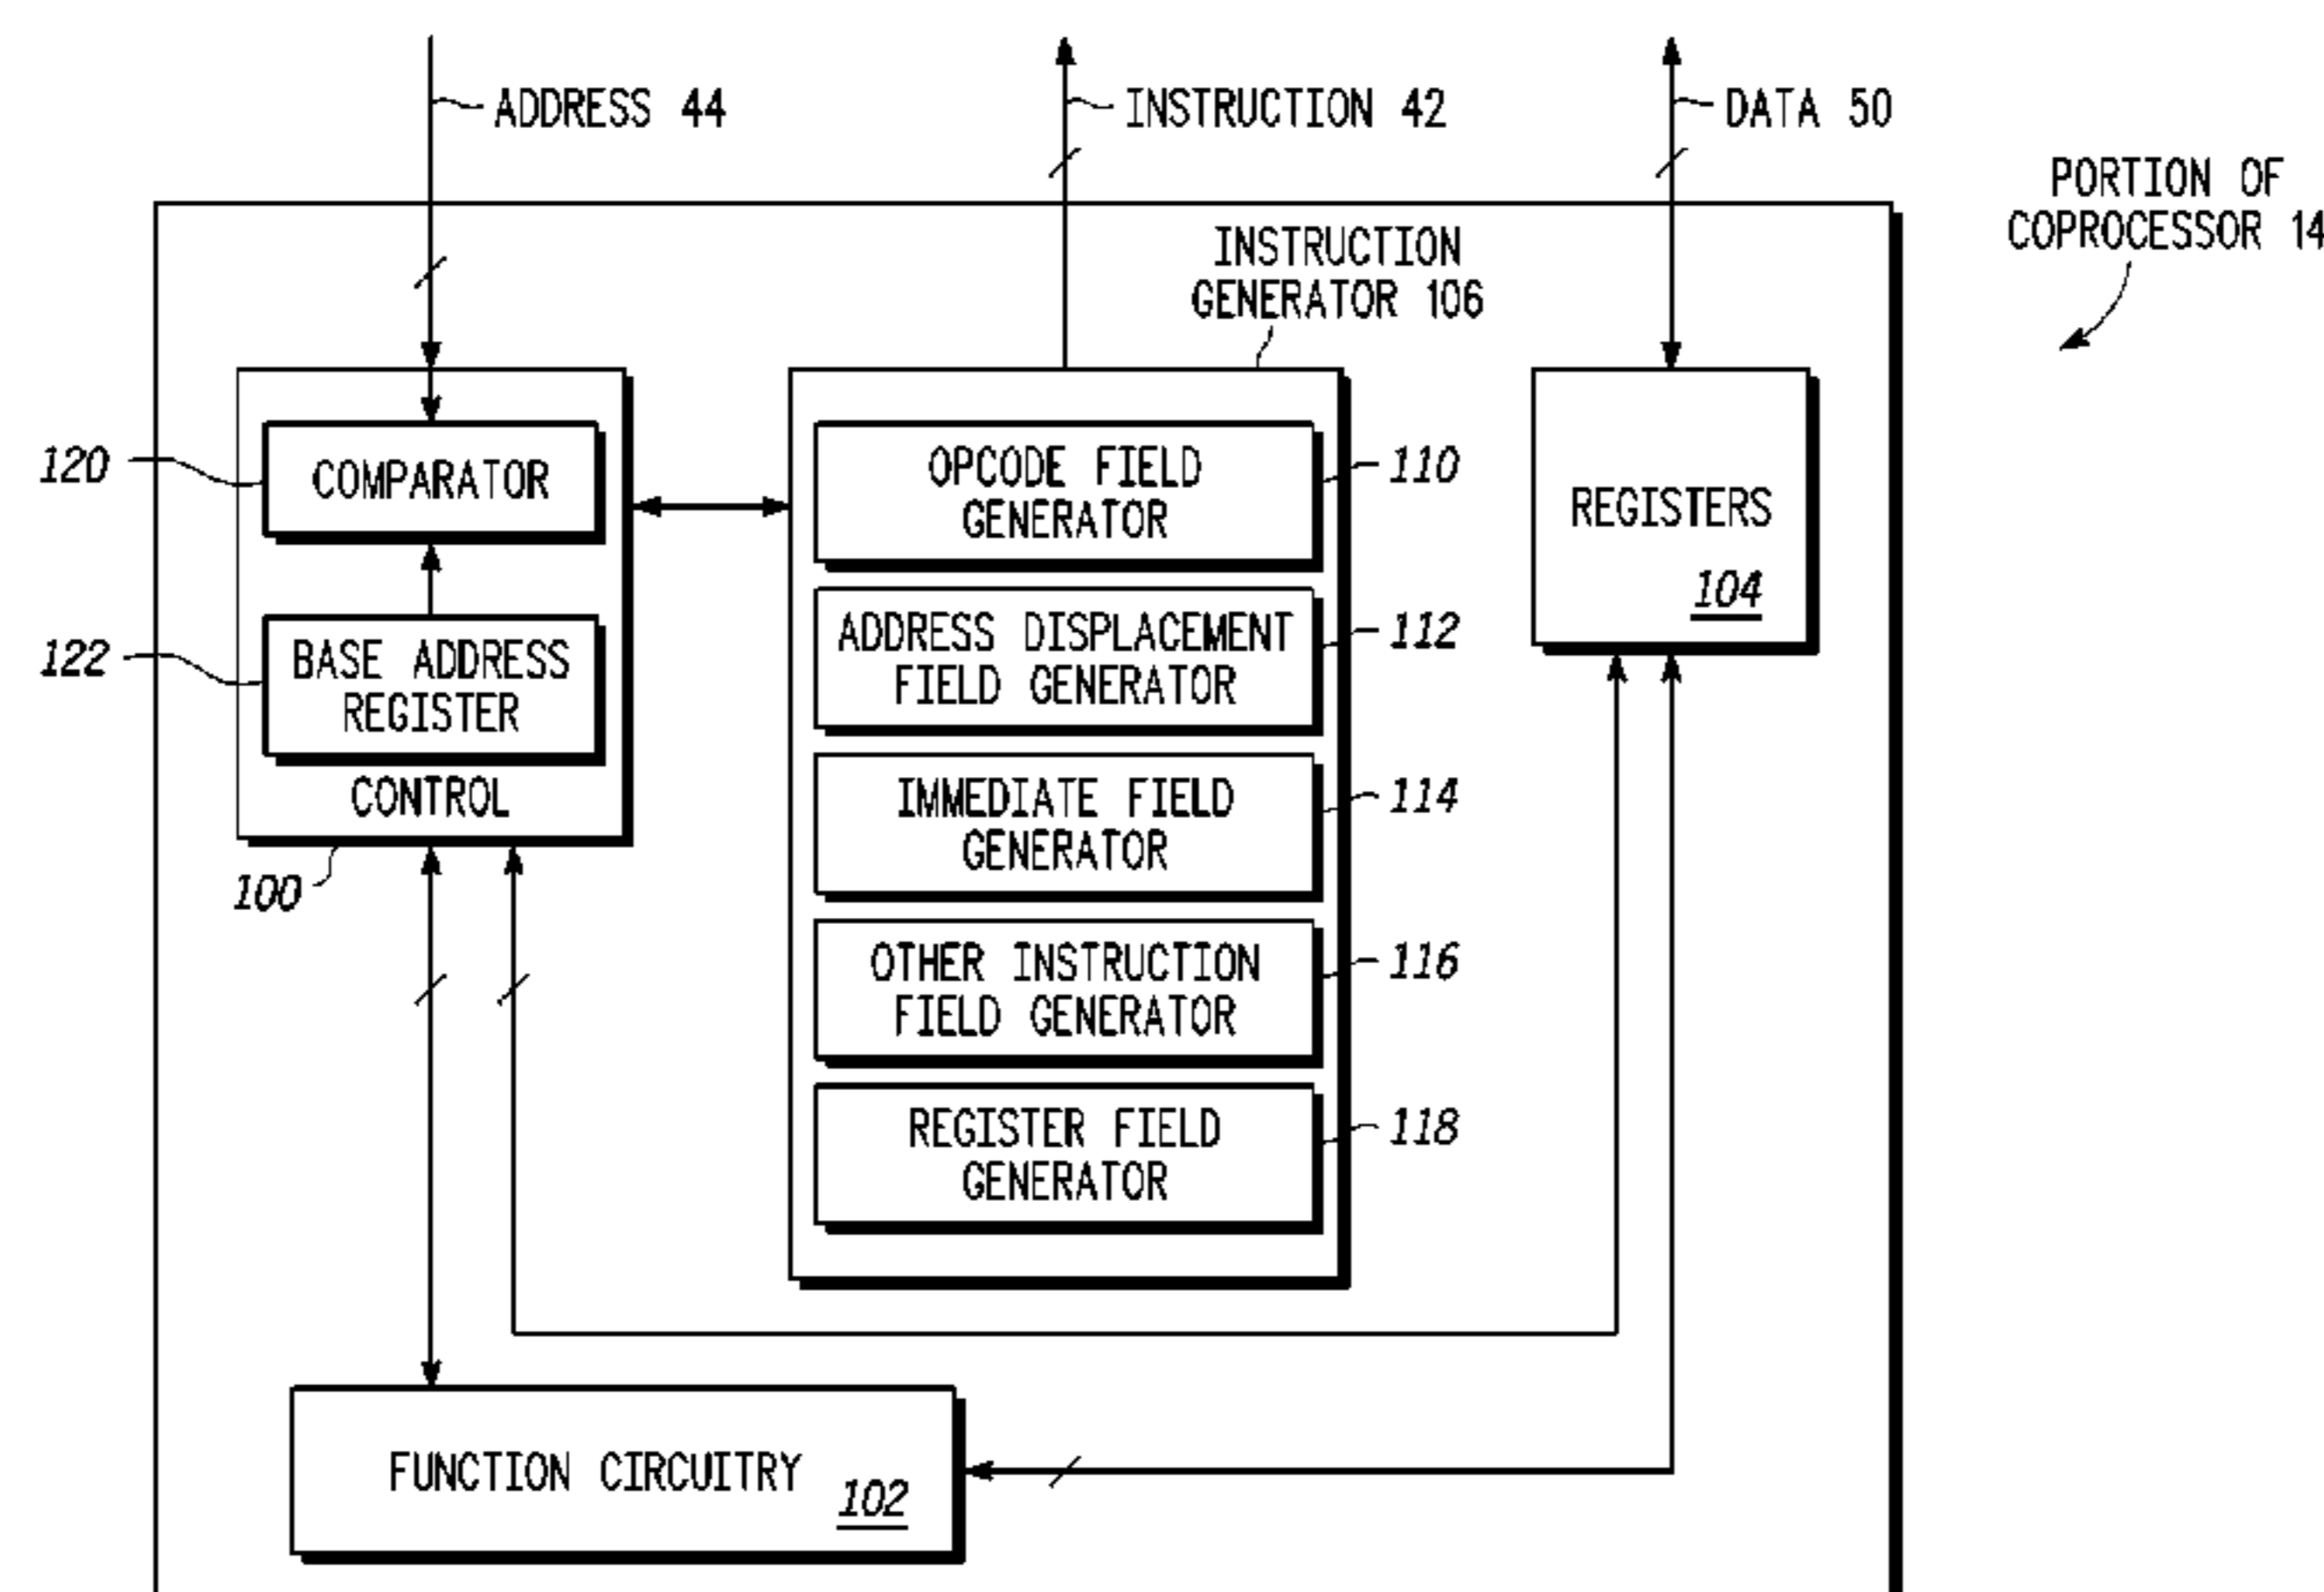 ADDRESS 44
INSTRUCTION 42
DATA 50
PORTION OF
COPROCESSOR 14
INSTRUCTION
GENERATOR 106
120
COMPARATOR
122
BASE ADDRESS
REGISTER
CONTROL
100
OPCODE FIELD
GENERATOR
110
ADDRESS DISPLACEMENT
FIELD GENERATOR
112
IMMEDIATE FIELD
GENERATOR
114
OTHER INSTRUCTION
FIELD GENERATOR
116
REGISTER FIELD
GENERATOR
118
REGISTERS
104
FUNCTION CIRCUITRY
102